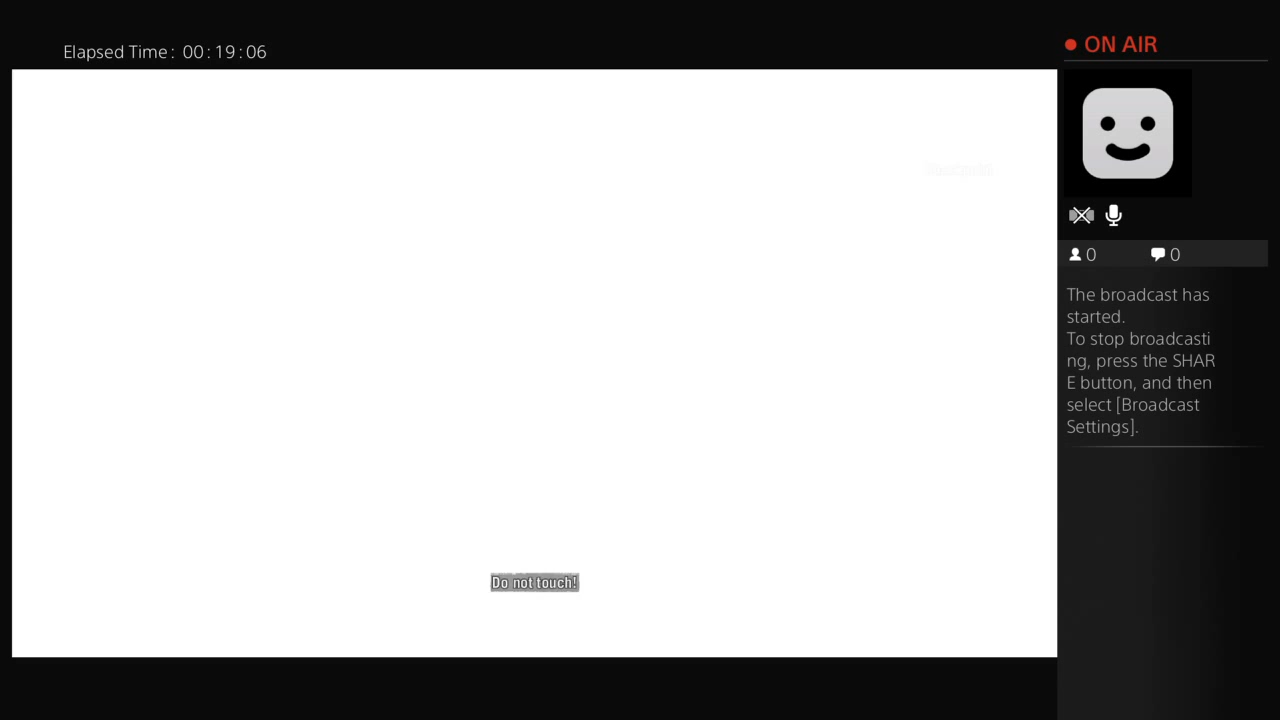 Elapsed Time: 00:19:06
ON AIR
0 0
The broadcast has
started.
To stop broadcasti
ng, press the SHAR
E button, and then
select [Broadcast
Settings].
Do not touch!